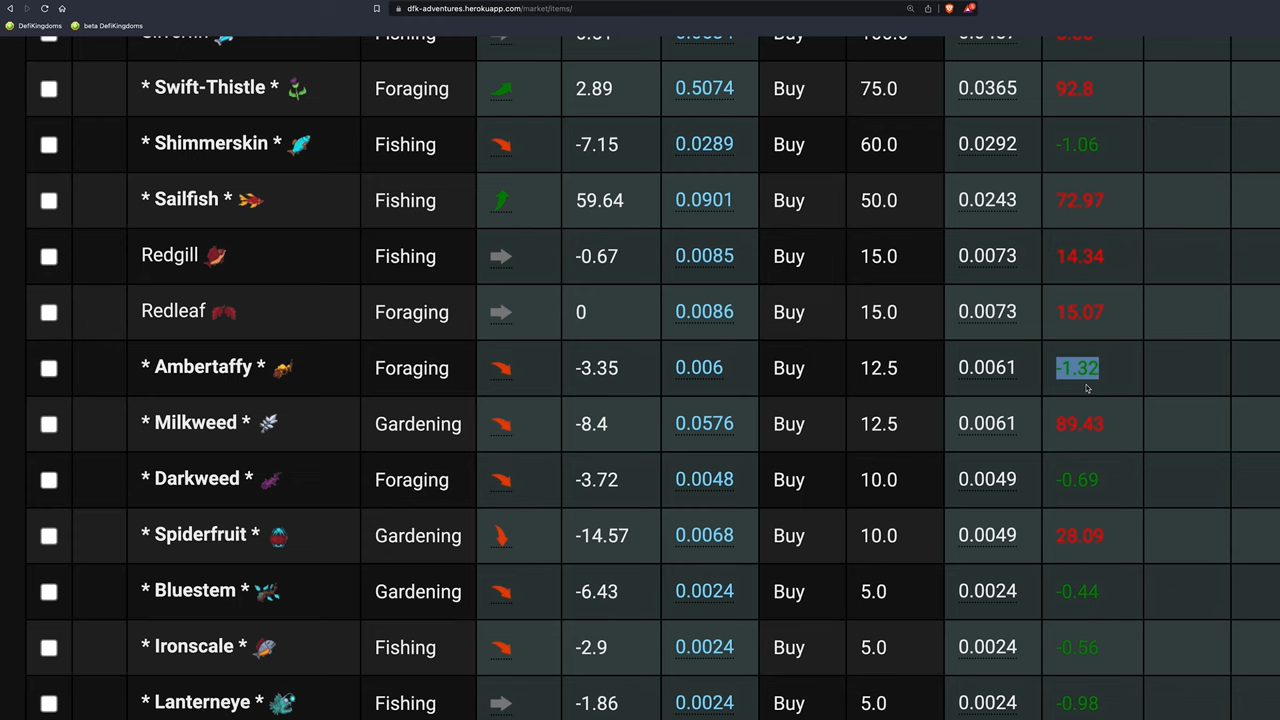 dfk-adventures.herokuapp.com/market/items/
DefiKingdoms beta DefiKingdoms
* Swift-Thistle * Foraging 2.89 0.5074 Buy 75.0 0.0365 92.8
* Shimmerskin * Fishing -7.15 0.0289 Buy 60.0 0.0292 -1.06
* Sailfish * Fishing 59.64 0.0901 Buy 50.0 0.0243 72.97
Redgill Fishing -0.67 0.0085 Buy 15.0 0.0073 14.34
Redleaf Foraging 0 0.0086 Buy 15.0 0.0073 15.07
* Ambertaffy * Foraging -3.35 0.006 Buy 12.5 0.0061 -1.32
* Milkweed * Gardening -8.4 0.0576 Buy 12.5 0.0061 89.43
* Darkweed * Foraging -3.72 0.0048 Buy 10.0 0.0049 -0.69
* Spiderfruit * Gardening -14.57 0.0068 Buy 10.0 0.0049 28.09
* Bluestem * Gardening -6.43 0.0024 Buy 5.0 0.0024 -0.44
* Ironscale * Fishing -2.9 0.0024 Buy 5.0 0.0024 -0.56
* Lanterneye * Fishing -1.86 0.0024 Buy 5.0 0.0024 -0.98